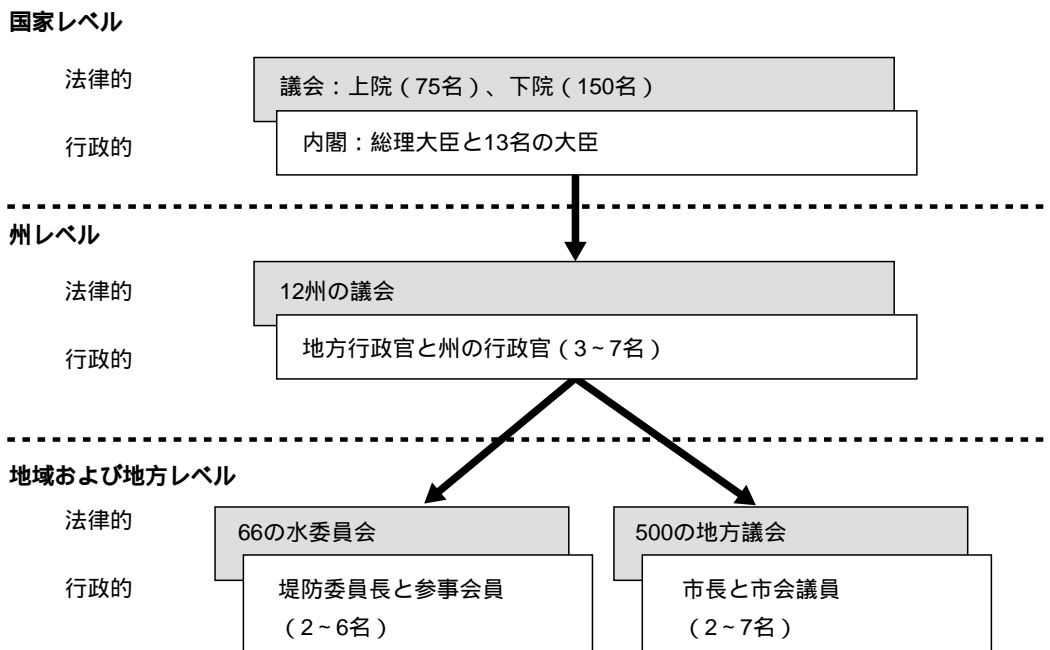 国家レベル
法律的
議会：上院（75名）、下院（150名）
行政的
内閣：総理大臣と13名の大臣
州レベル
法律的
12州の議会
行政的
地方行政官と州の行政官（3～7名）
地域および地方レベル
法律的
66の水委員会
500の地方議会
行政的
堤防委員長と参事会員
（2～6名）
市長と市会議員
（2～7名）